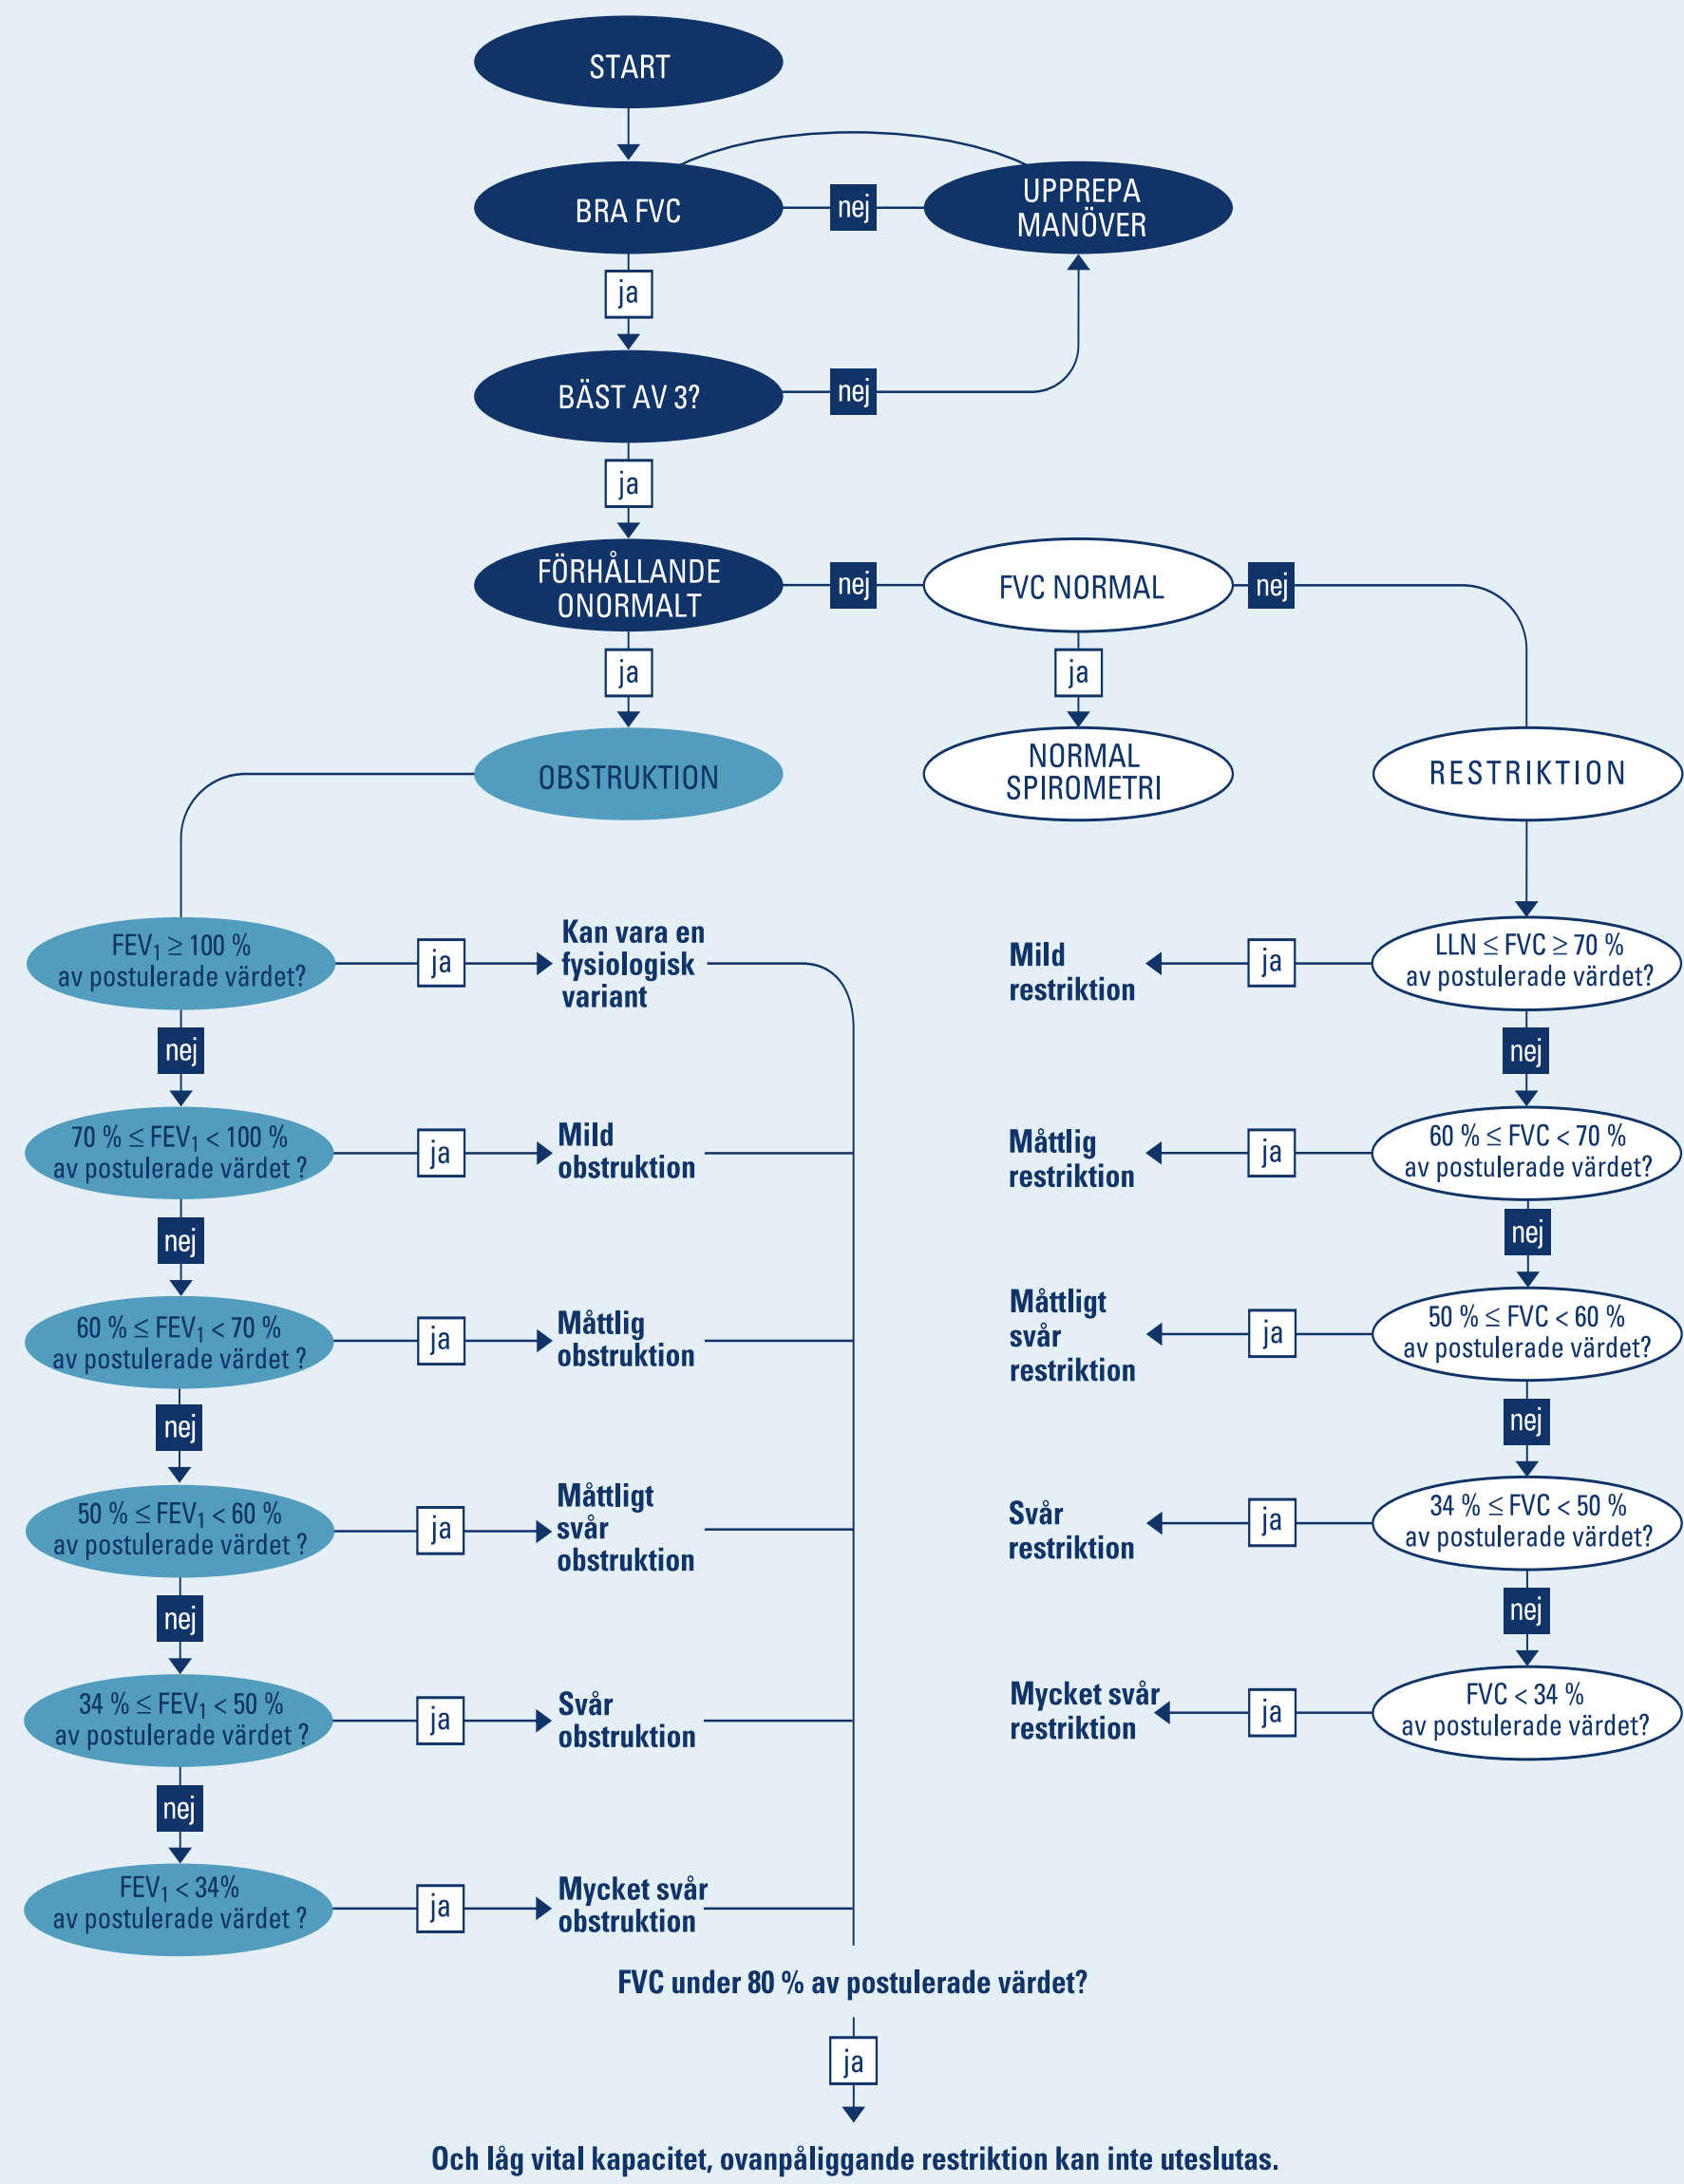 START
BRA FVC
nej
UPPREPA
MANÖVER
ja
BÄST AV 3?
nej
ja
FÖRHÅLLANDE
ONORMALT
nej
FVC NORMAL
nej
ja
ja
OBSTRUKTION
NORMAL
SPIROMETRI
RESTRIKTION
FEV₁ ≥ 100 %
av postulerade värdet?
ja
Kan vara en
fysiologisk
variant
nej
70 % ≤ FEV₁ < 100 %
av postulerade värdet ?
ja
Mild
obstruktion
nej
60 % ≤ FEV₁ < 70 %
av postulerade värdet ?
ja
Måttlig
obstruktion
nej
50 % ≤ FEV₁ < 60 %
av postulerade värdet ?
ja
Måttligt
svår
obstruktion
nej
34 % ≤ FEV₁ < 50 %
av postulerade värdet ?
ja
Svår
obstruktion
nej
FEV₁ < 34%
av postulerade värdet ?
ja
Mycket svår
obstruktion
Mild
restriktion
ja
LLN ≤ FVC ≥ 70 %
av postulerade värdet?
nej
Måttlig
restriktion
ja
60 % ≤ FVC < 70 %
av postulerade värdet?
nej
Måttligt
svår
restriktion
ja
50 % ≤ FVC < 60 %
av postulerade värdet?
nej
Svår
restriktion
ja
34 % ≤ FVC < 50 %
av postulerade värdet?
nej
Mycket svår
restriktion
ja
FVC < 34 %
av postulerade värdet?
FVC under 80 % av postulerade värdet?
ja
Och låg vital kapacitet, ovanpåliggande restriktion kan inte uteslutas.